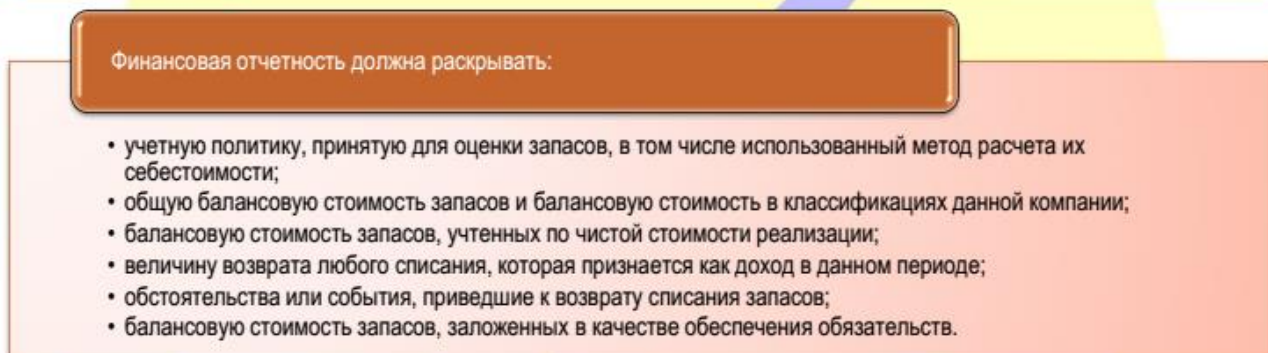 Финансовая отчетность должна раскрывать:
• учетную политику, принятую для оценки запасов, в том числе использованный метод расчета их
себестоимости;
• общую балансовую стоимость запасов и балансовую стоимость в классификациях данной компании;
• балансовую стоимость запасов, учтенных по чистой стоимости реализации;
• величину возврата любого списания, которая признается как доход в данном периоде;
• обстоятельства или события, приведшие к возврату списания запасов;
• балансовую стоимость запасов, заложенных в качестве обеспечения обязательств.